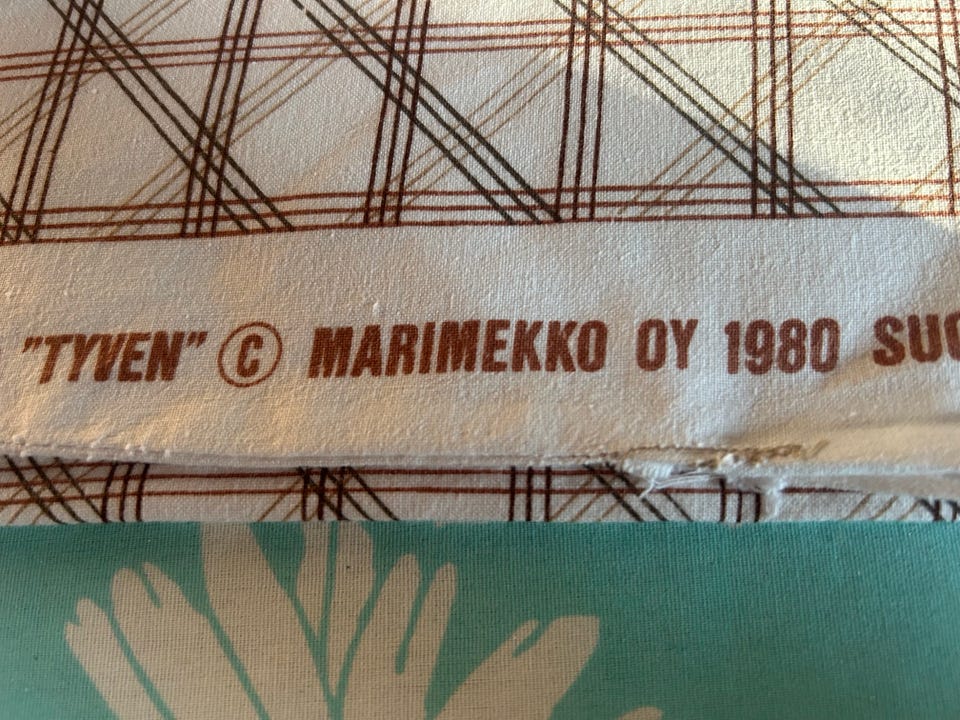 "TYVEN" © MARIMEKKO OY 1980